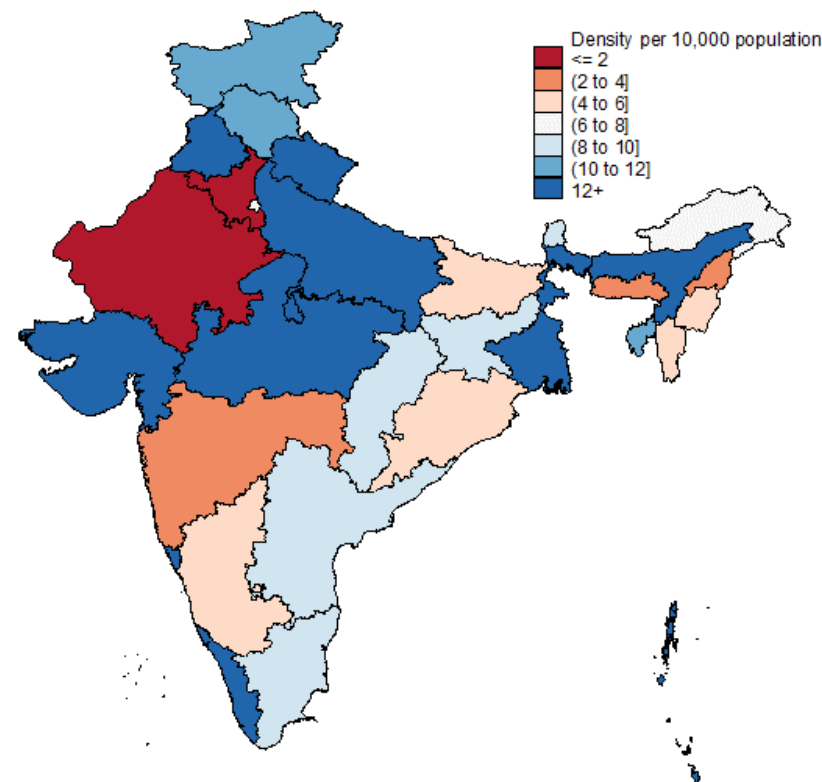 Density per 10,000 population
<= 2
(2 to 4]
(4 to 6]
(6 to 8]
(8 to 10]
(10 to 12]
12+